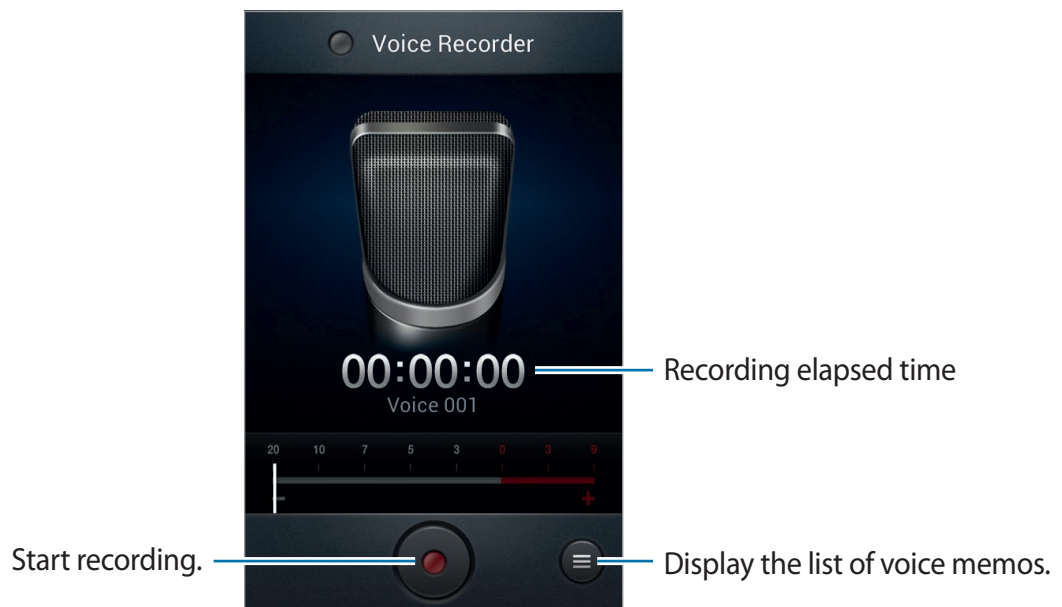 Voice Recorder
00:00:00
Recording elapsed time
Voice 001
20 10 7 5 3 0 3 9
- +
Start recording.
Display the list of voice memos.